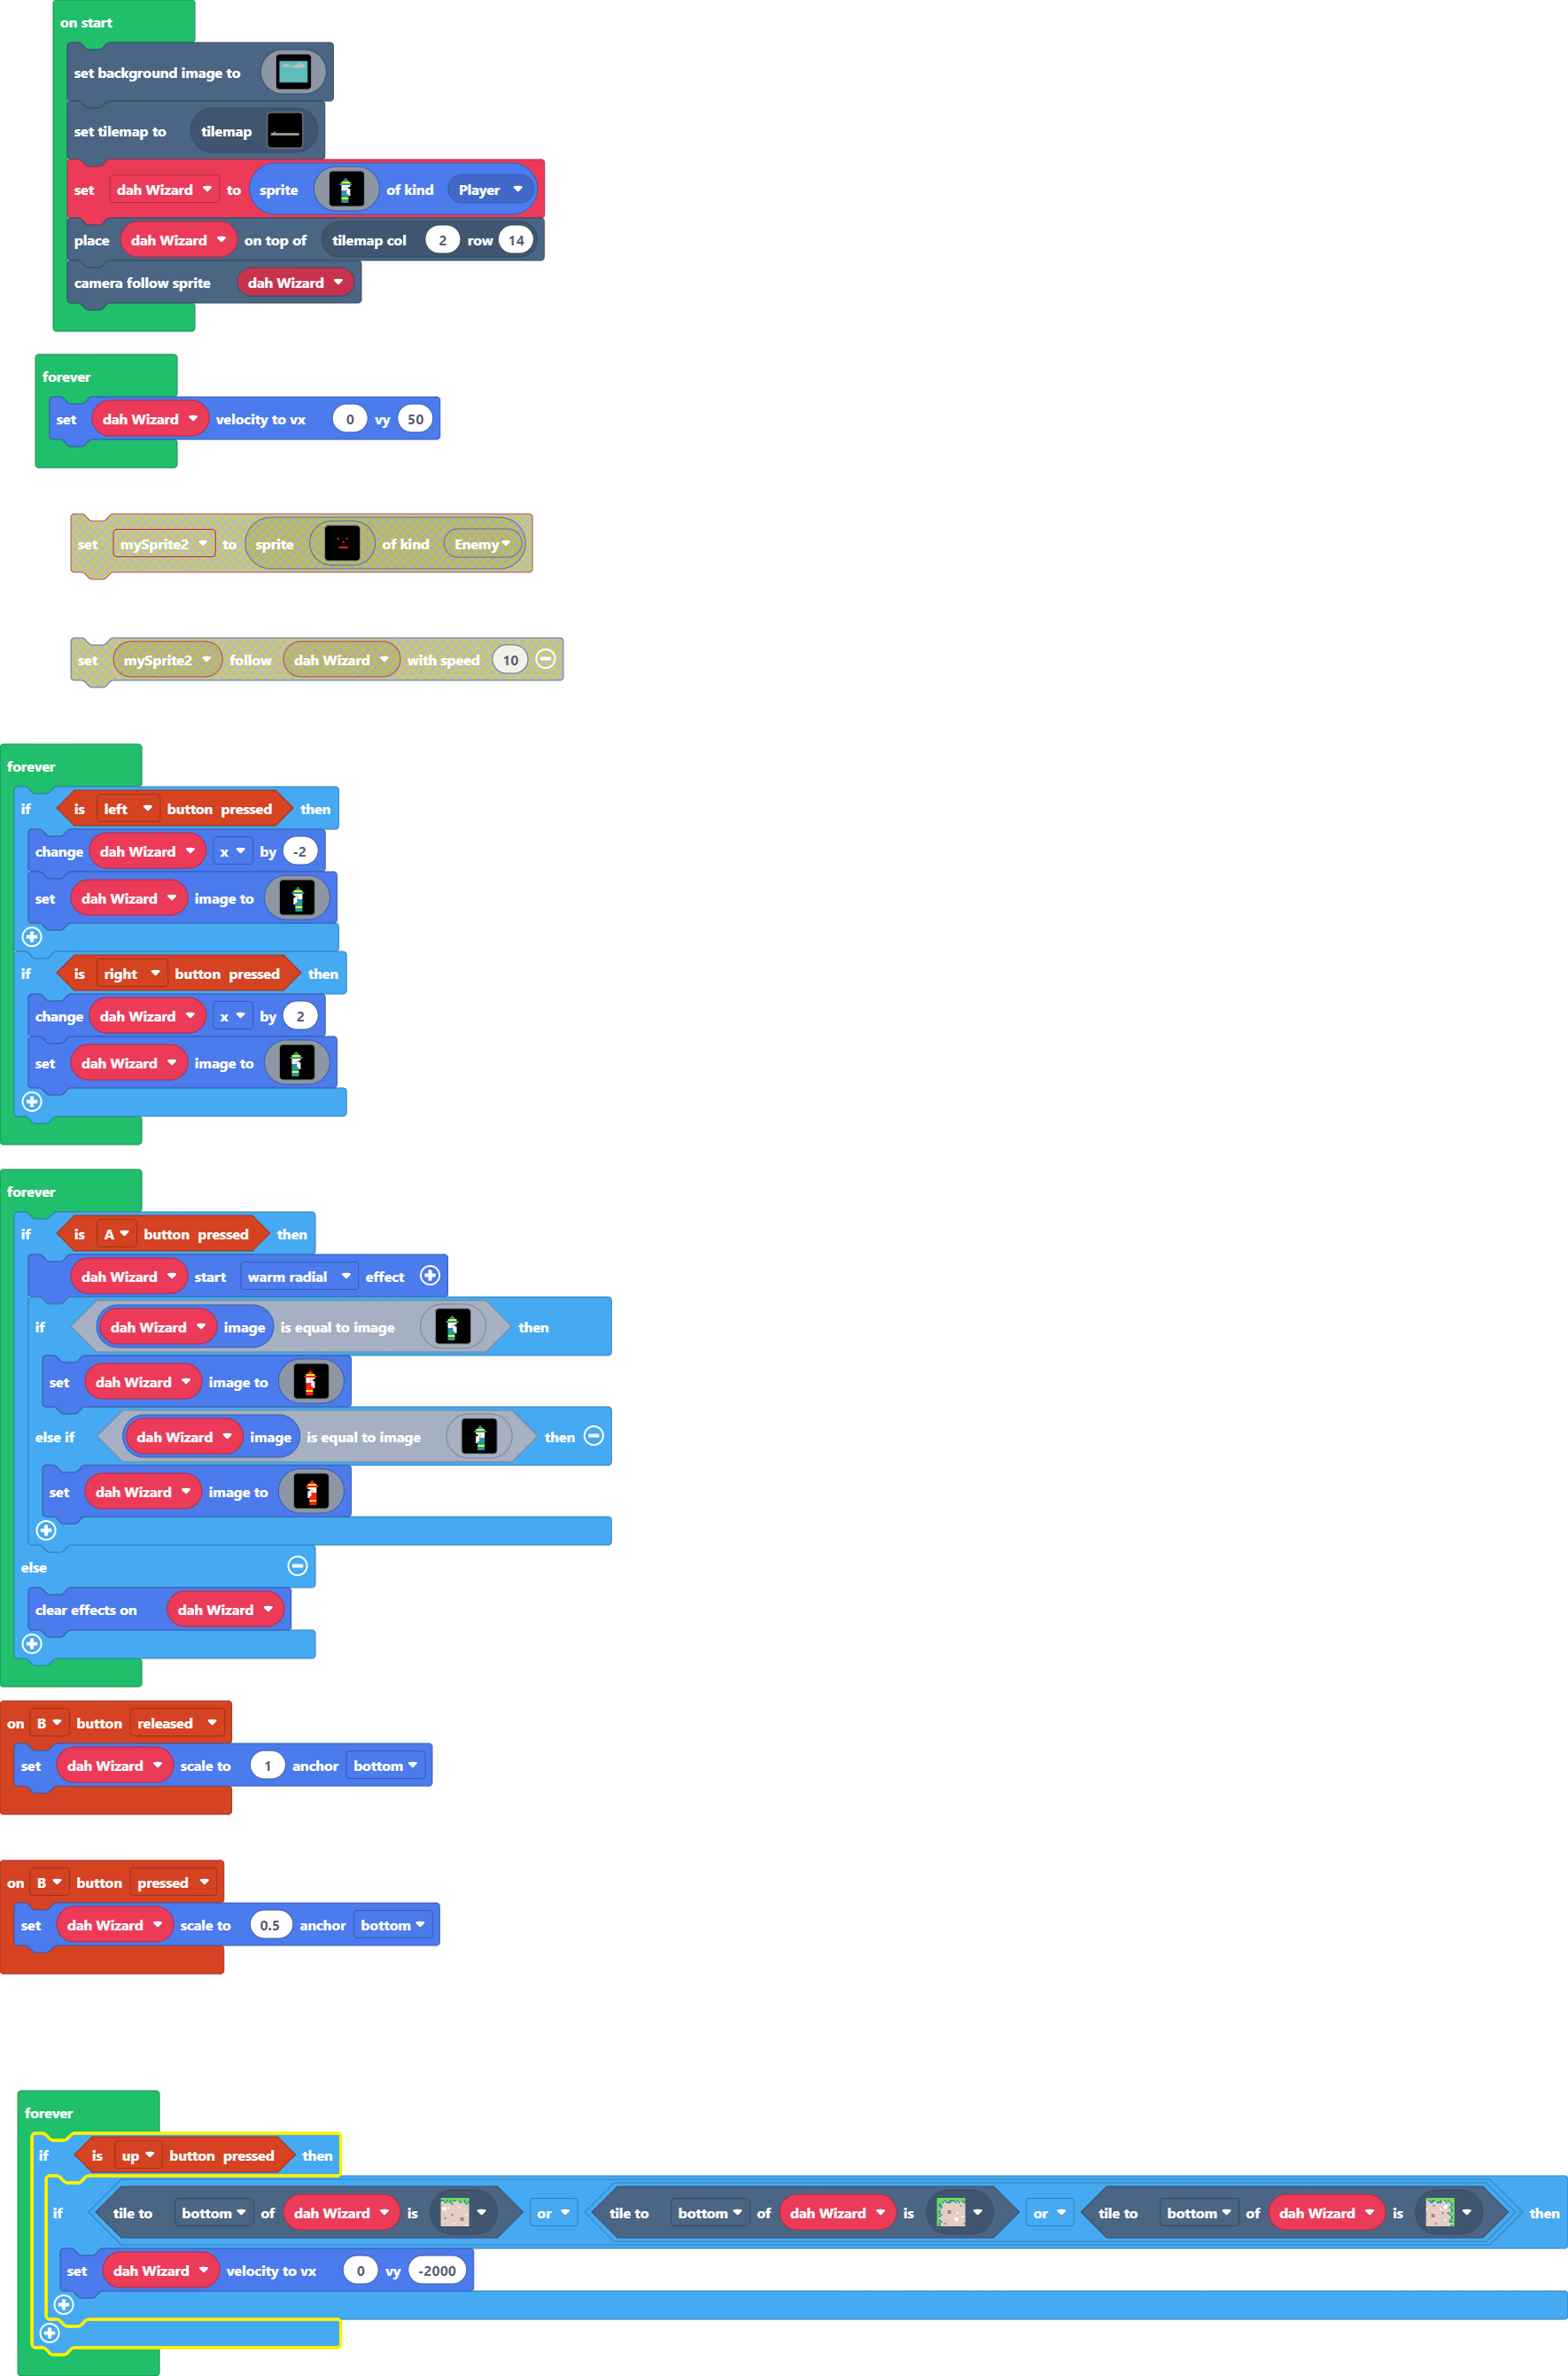 on start
set background image to
set tilemap to tilemap
set dah Wizard to sprite of kind Player
place dah Wizard on top of tilemap col 2 row 14
camera follow sprite dah Wizard
forever
set dah Wizard velocity to vx 0 vy 50
set mySprite2 to sprite of kind Enemy
set mySprite2 follow dah Wizard with speed 10
forever
if is left button pressed then
change dah Wizard x by -2
set dah Wizard image to
if is right button pressed then
change dah Wizard x by 2
set dah Wizard image to
forever
if is A button pressed then
dah Wizard start warm radial effect
if dah Wizard image is equal to image then
set dah Wizard image to
else if dah Wizard image is equal to image then
set dah Wizard image to
else
clear effects on dah Wizard
on B button released
set dah Wizard scale to 1 anchor bottom
on B button pressed
set dah Wizard scale to 0.5 anchor bottom
forever
if is up button pressed then
if tile to bottom of dah Wizard is or tile to bottom of dah Wizard is or tile to bottom of dah Wizard is then
set dah Wizard velocity to vx 0 vy -2000